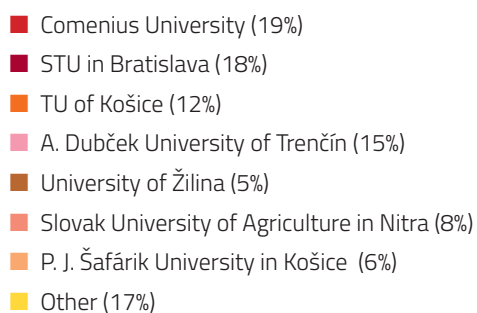 Comenius University (19%)
STU in Bratislava (18%)
TU of Košice (12%)
A. Dubček University of Trenčín (15%)
University of Žilina (5%)
Slovak University of Agriculture in Nitra (8%)
P. J. Šafárik University in Košice (6%)
Other (17%)